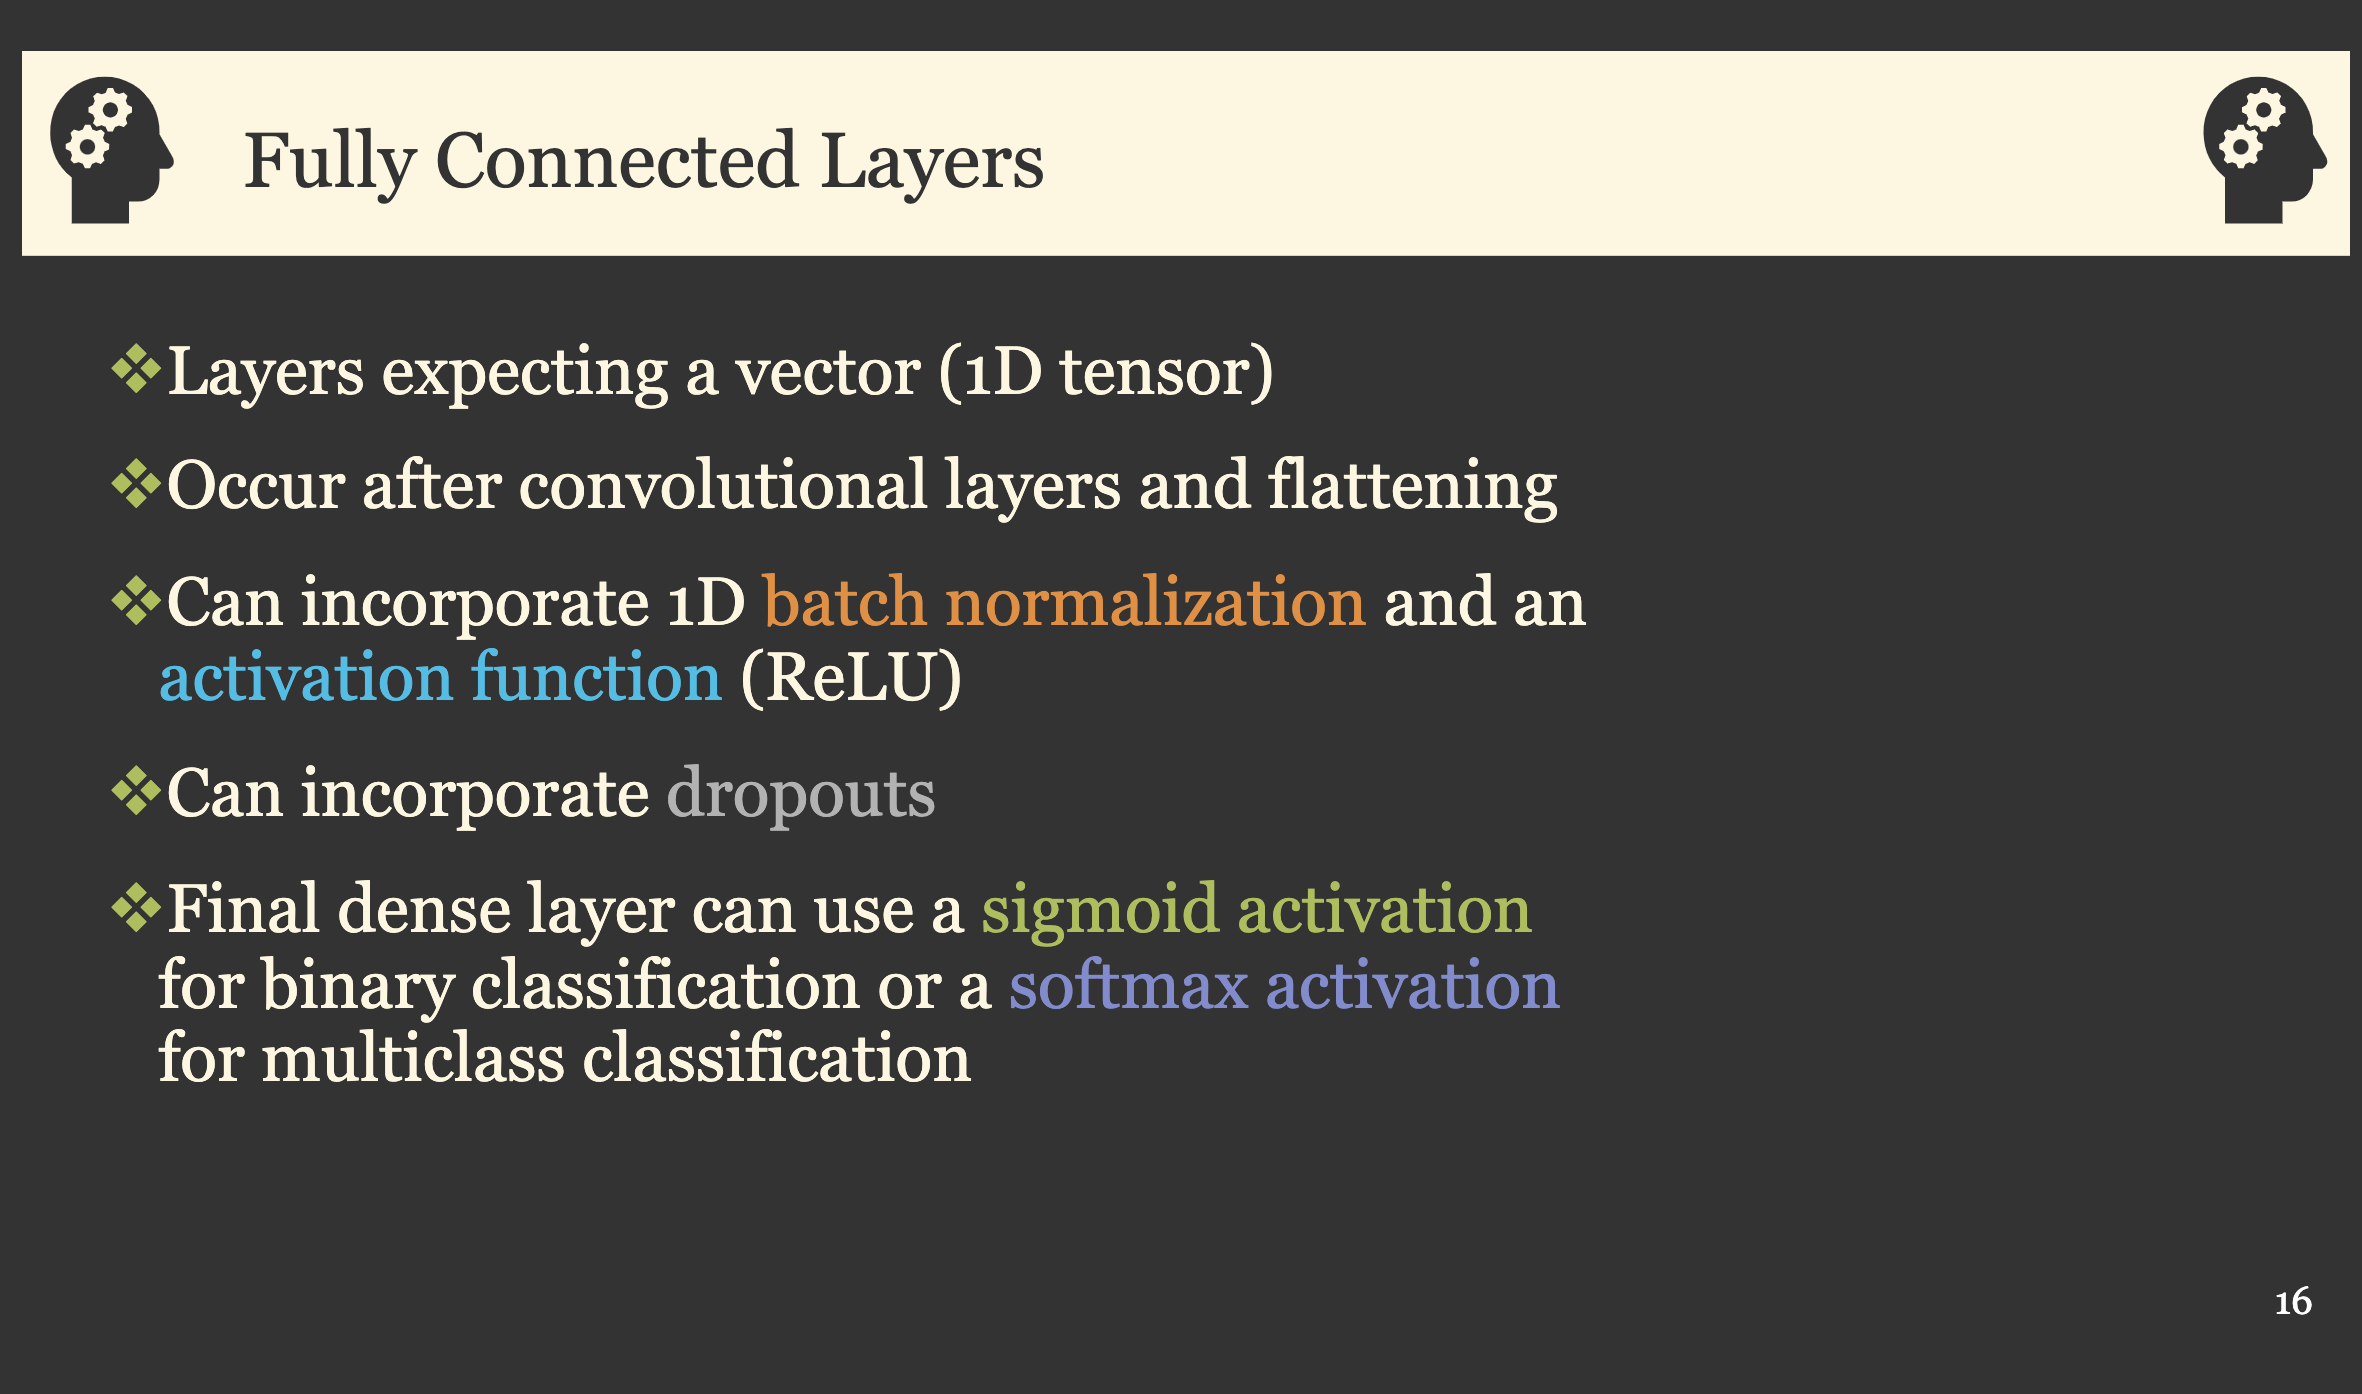 Fully Connected Layers
❖Layers expecting a vector (1D tensor)
❖Occur after convolutional layers and flattening
❖Can incorporate 1D batch normalization and an
activation function (ReLU)
❖Can incorporate dropouts
❖Final dense layer can use a sigmoid activation
for binary classification or a softmax activation
for multiclass classification
16